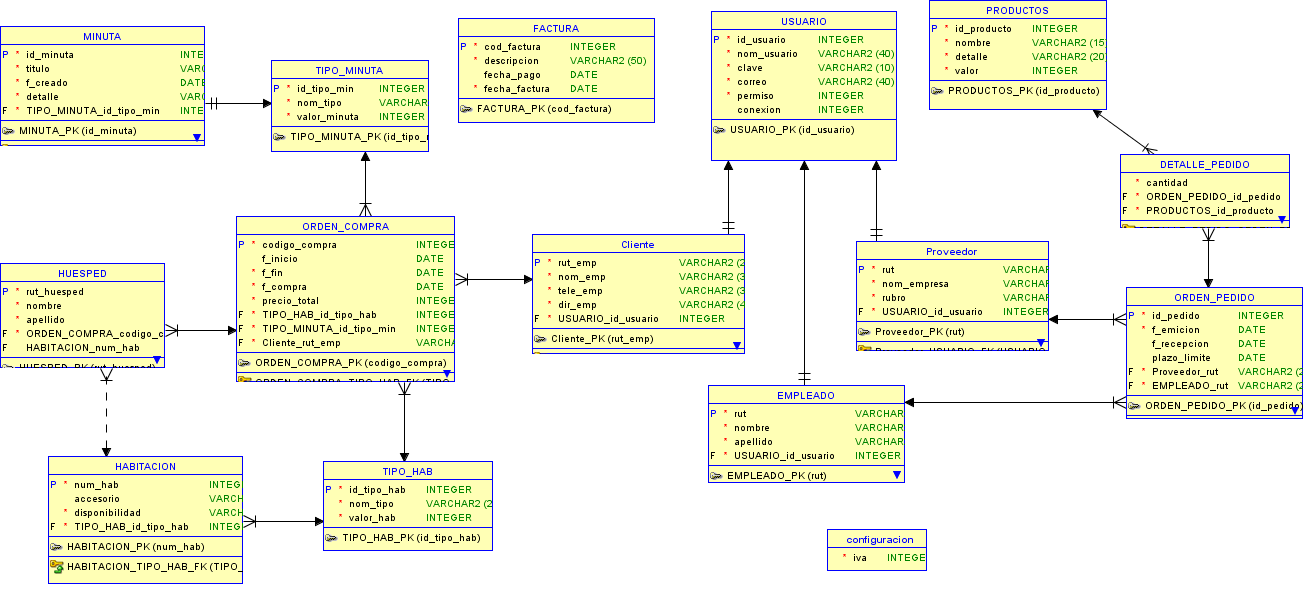 MINUTA
P * id_minuta INTE
* titulo VARC
* f_creado DATE
* detalle VARC
F * TIPO_MINUTA_id_tipo_min INTE
MINUTA_PK (id_minuta)
TIPO_MINUTA
P * id_tipo_min INTEGER
* nom_tipo VARCHAR
* valor_minuta INTEGER
TIPO_MINUTA_PK (id_tipo_
FACTURA
P * cod_factura INTEGER
* descripcion VARCHAR2 (50)
fecha_pago DATE
* fecha_factura DATE
FACTURA_PK (cod_factura)
USUARIO
P * id_usuario INTEGER
* nom_usuario VARCHAR2 (40)
* clave VARCHAR2 (10)
* correo VARCHAR2 (40)
* permiso INTEGER
conexion INTEGER
USUARIO_PK (id_usuario)
PRODUCTOS
P * id_producto INTEGER
* nombre VARCHAR2 (15
* detalle VARCHAR2 (20
* valor INTEGER
PRODUCTOS_PK (id_producto)
DETALLE_PEDIDO
* cantidad
F * ORDEN_PEDIDO_id_pedido
F * PRODUCTOS_id_producto
ORDEN_COMPRA
P * codigo_compra INTEGE
f_inicio DATE
* f_fin DATE
* f_compra DATE
* precio_total INTEGE
F * TIPO_HAB_id_tipo_hab INTEGE
F * TIPO_MINUTA_id_tipo_min INTEGE
F * Cliente_rut_emp VARCHA
ORDEN_COMPRA_PK (codigo_compra)
ORDEN_COMPRA_TIPO_HAB_FK (TIPO_
Cliente
P * rut_emp VARCHAR2 (2
* nom_emp VARCHAR2 (3
* tele_emp VARCHAR2 (3
* dir_emp VARCHAR2 (4
F * USUARIO_id_usuario INTEGER
Cliente_PK (rut_emp)
Proveedor
P * rut VARCHAR
* nom_empresa VARCHAR
* rubro VARCHAR
F * USUARIO_id_usuario INTEGER
Proveedor_PK (rut)
Proveedor_USUARIO_FK (USUARIO
HUESPED
P * rut_huesped
* nombre
* apellido
F * ORDEN_COMPRA_codigo_c
F HABITACION_num_hab
HUESPED_PK (rut_huesped)
ORDEN_PEDIDO
P * id_pedido INTEGER
* f_emicion DATE
f_recepcion DATE
plazo_limite DATE
F * Proveedor_rut VARCHAR2 (2
F * EMPLEADO_rut VARCHAR2 (2
ORDEN_PEDIDO_PK (id_pedido)
EMPLEADO
P * rut VARCHAR
* nombre VARCHAR
* apellido VARCHAR
F * USUARIO_id_usuario INTEGER
EMPLEADO_PK (rut)
HABITACION
P * num_hab INTEG
accesorio VARCH
* disponibilidad VARCH
F * TIPO_HAB_id_tipo_hab INTEG
HABITACION_PK (num_hab)
HABITACION_TIPO_HAB_FK (TIPO_
TIPO_HAB
P * id_tipo_hab INTEGER
* nom_tipo VARCHAR2 (2
* valor_hab INTEGER
TIPO_HAB_PK (id_tipo_hab)
configuracion
* iva INTEGE